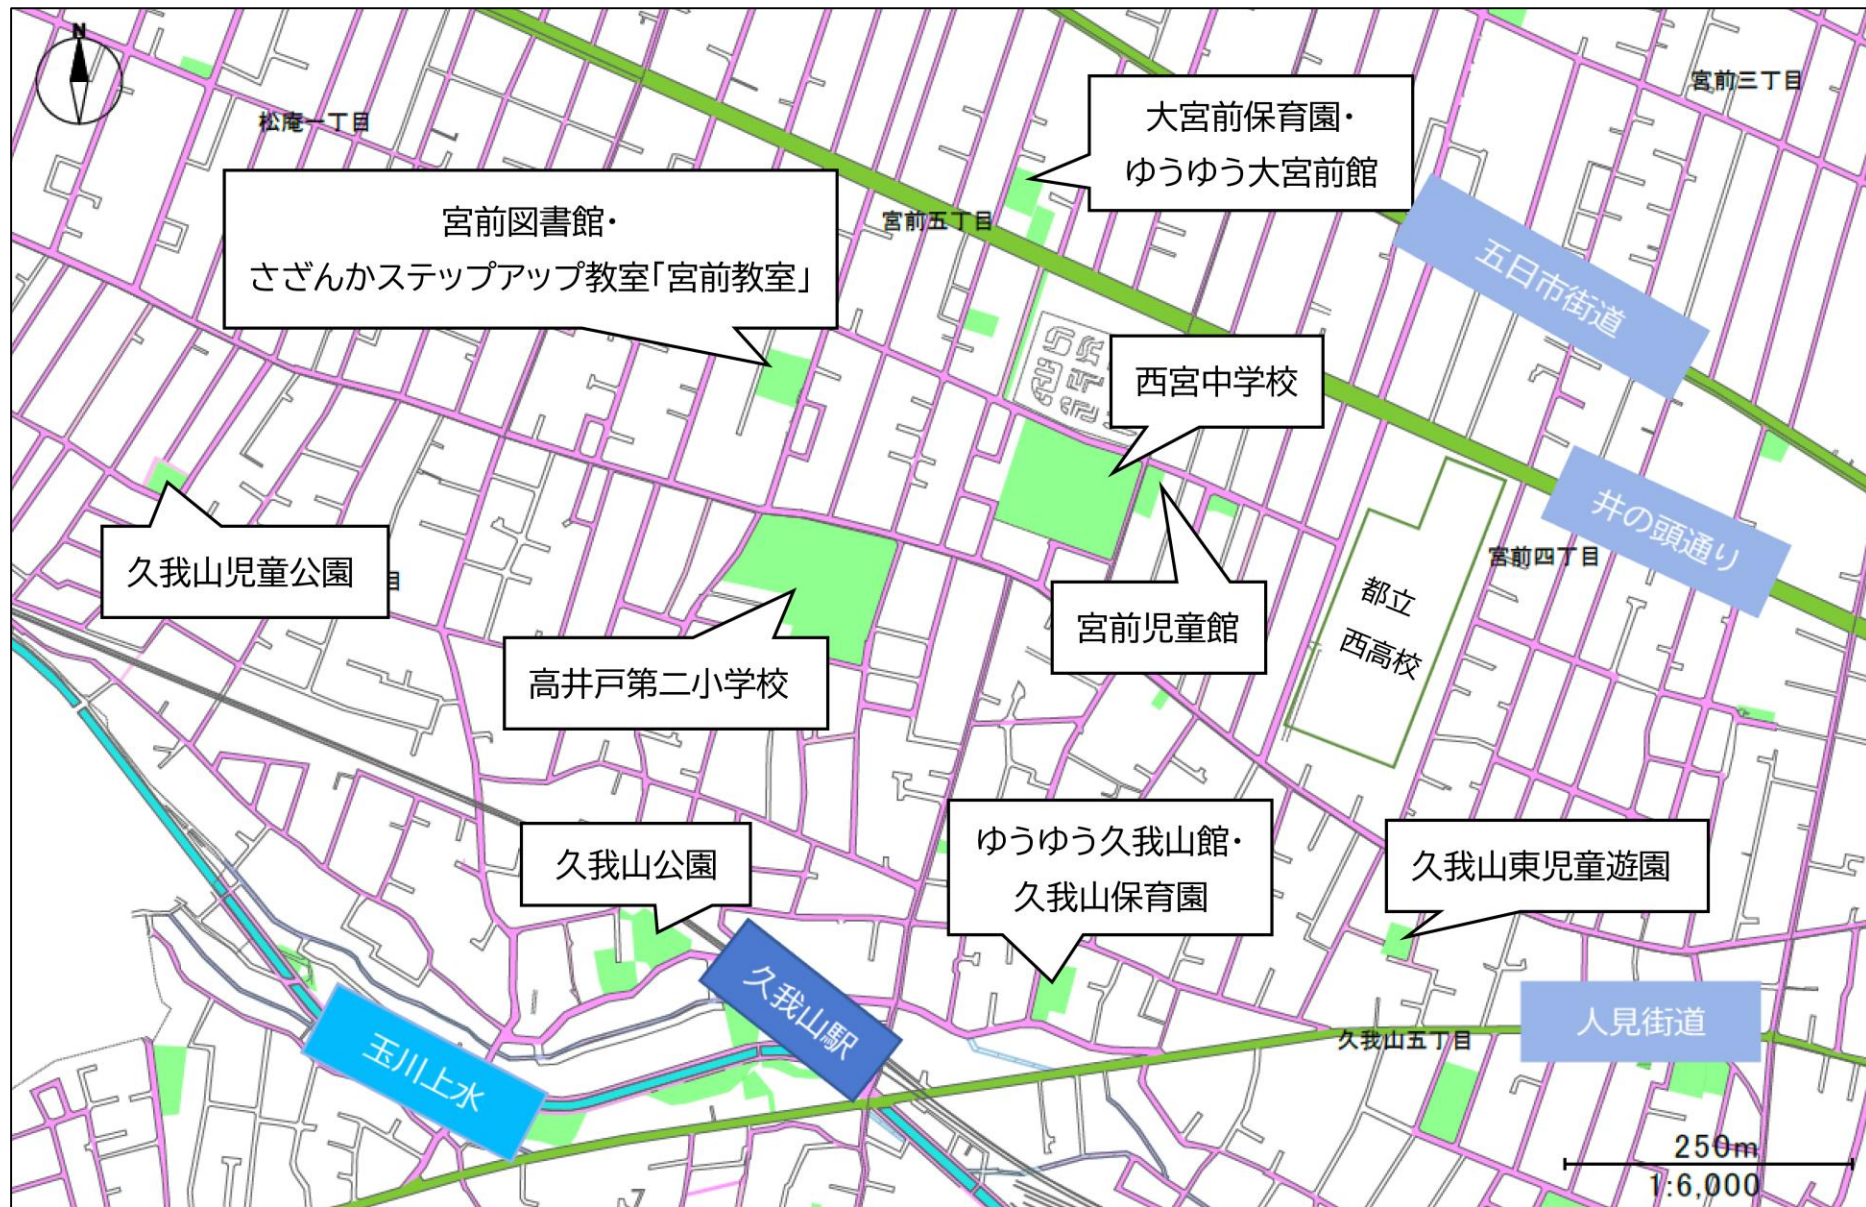 N
松庵一丁目
宮前三丁目
大宮前保育園・
ゆうゆう大宮前館
宮前図書館・
さざんかステップアップ教室「宮前教室」
宮前五丁目
五日市街道
西宮中学校
井の頭通り
宮前四丁目
久我山児童公園
目
都立
西高校
宮前児童館
高井戸第二小学校
久我山公園
ゆうゆう久我山館・
久我山保育園
久我山東児童遊園
久我山駅
人見街道
久我山五丁目
玉川上水
250m
1:6,000